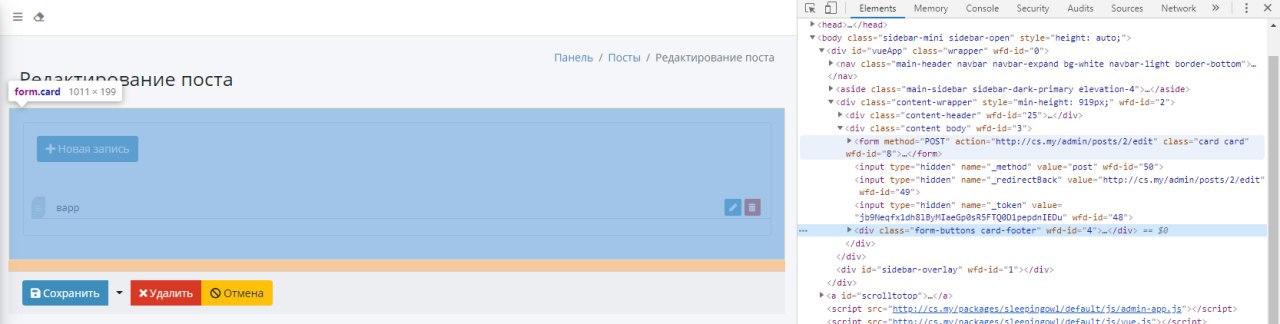 Панель / Посты / Редактирование поста
Редактирование поста
form.card 1011 × 199
Новая запись
вapp
Сохранить
Удалить
Отмена
Elements Memory Console Security Audits Sources Network »
▶<head>…</head>
▼<body class="sidebar-mini sidebar-open" style="height: auto;">
▼<div id="vueApp" class="wrapper" wfd-id="0">
▶<nav class="main-header navbar navbar-expand bg-white navbar-light border-bottom">…
</nav>
▶<aside class="main-sidebar sidebar-dark-primary elevation-4">…</aside>
▼<div class="content-wrapper" style="min-height: 919px;" wfd-id="2">
▶<div class="content-header" wfd-id="25">…</div>
▼<div class="content body" wfd-id="3">
▶<form method="POST" action="http://cs.my/admin/posts/2/edit" class="card card"
wfd-id="8">…</form>
<input type="hidden" name="_method" value="post" wfd-id="50">
<input type="hidden" name="_redirectBack" value="http://cs.my/admin/posts/2/edit"
wfd-id="49">
<input type="hidden" name="_token" value=
"jb9Neqfx1dh8lByMIaeGp0sR5FTQ0D1pepdnIEDu" wfd-id="48">
… ▶<div class="form-buttons card-footer" wfd-id="4">…</div> == $0
</div>
</div>
<div id="sidebar-overlay" wfd-id="1"></div>
</div>
▶<a id="scrolltotop">…</a>
<script src="http://cs.my/packages/sleepingowl/default/js/admin-app.js"></script>
<script src="http://cs.my/packages/sleepingowl/default/js/vue.js"></script>